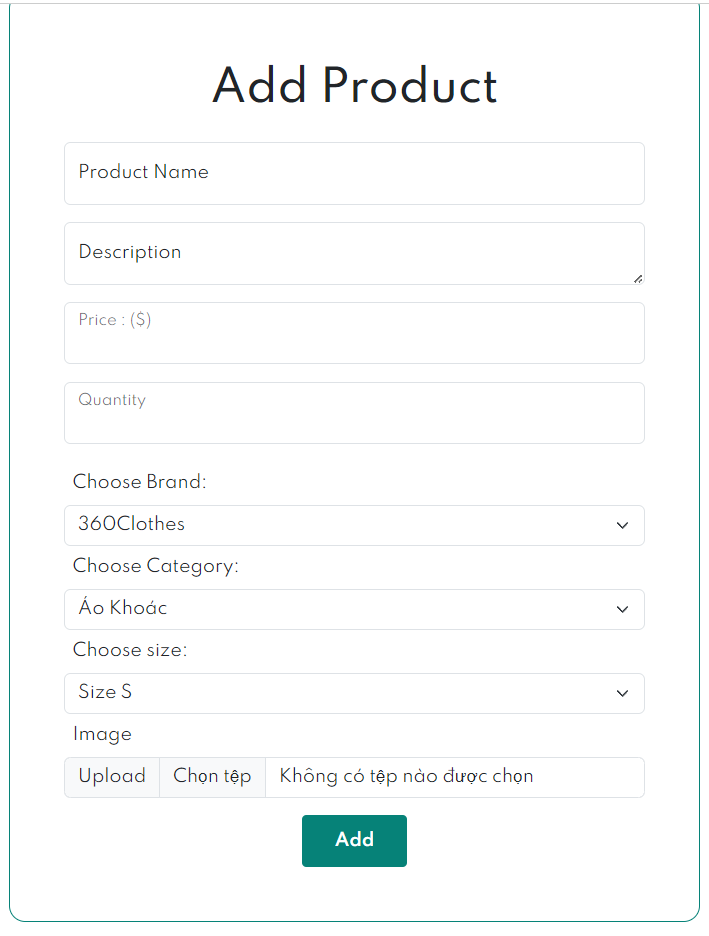 Add Product
Product Name
Description
Price : ($)
Quantity
Choose Brand:
360Clothes
Choose Category:
Áo Khoác
Choose size:
Size S
Image
Upload Chọn tệp Không có tệp nào được chọn
Add